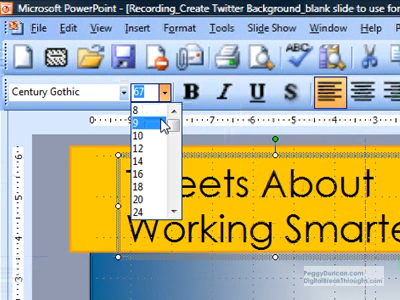 Microsoft PowerPoint - [Recording_Create Twitter Background_blank slide to use for
File Edit View Insert Format Tools Slide Show Window
ABC
Century Gothic 67 B I U S
8
9
10
12
14
16
18
20
24
Tweets About
Working Smarte
PeggyDuncan.com
DigitalBreakThroughs.com